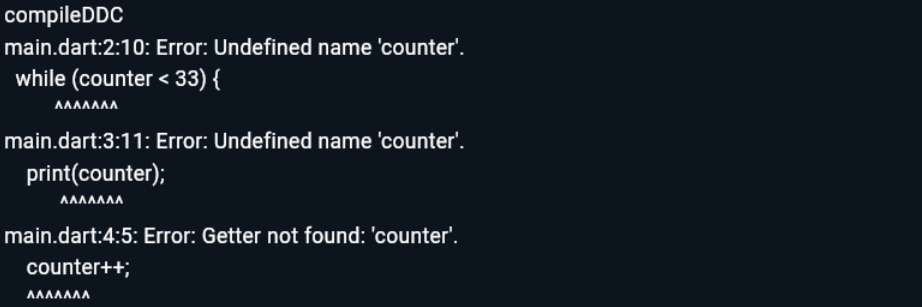 compileDDC
main.dart:2:10: Error: Undefined name 'counter'.
while (counter < 33) {
^^^^^^^
main.dart:3:11: Error: Undefined name 'counter'.
print(counter);
^^^^^^^
main.dart:4:5: Error: Getter not found: 'counter'.
counter++;
^^^^^^^